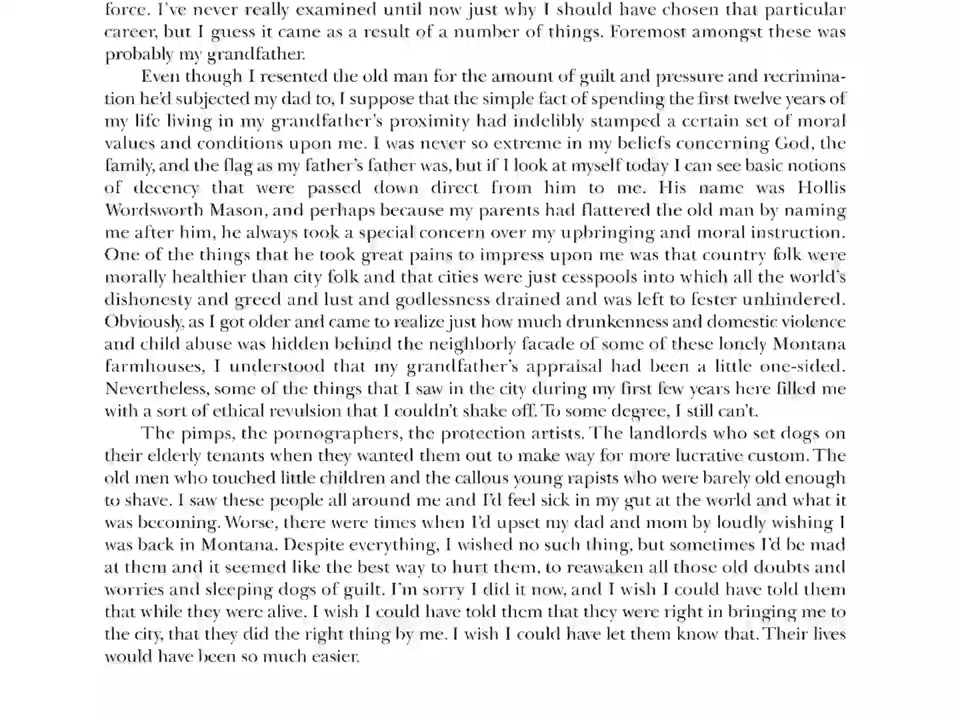 force. I've never really examined until now just why I should have chosen that particular
career, but I guess it came as a result of a number of things. Foremost amongst these was
probably my grandfather.
Even though I resented the old man for the amount of guilt and pressure and recrimina-
tion he'd subjected my dad to, I suppose that the simple fact of spending the first twelve years of
my life living in my grandfather's proximity had indelibly stamped a certain set of moral
values and conditions upon me. I was never so extreme in my beliefs concerning God, the
family, and the flag as my father's father was, but if I look at myself today I can see basic notions
of decency that were passed down direct from him to me. His name was Hollis
Wordsworth Mason, and perhaps because my parents had flattered the old man by naming
me after him, he always took a special concern over my upbringing and moral instruction.
One of the things that he took great pains to impress upon me was that country folk were
morally healthier than city folk and that cities were just cesspools into which all the world's
dishonesty and greed and lust and godlessness drained and was left to fester unhindered.
Obviously, as I got older and came to realize just how much drunkenness and domestic violence
and child abuse was hidden behind the neighborly facade of some of these lonely Montana
farmhouses, I understood that my grandfather's appraisal had been a little one-sided.
Nevertheless, some of the things that I saw in the city during my first few years here filled me
with a sort of ethical revulsion that I couldn't shake off. To some degree, I still can't.
The pimps, the pornographers, the protection artists. The landlords who set dogs on
their elderly tenants when they wanted them out to make way for more lucrative custom. The
old men who touched little children and the callous young rapists who were barely old enough
to shave. I saw these people all around me and I'd feel sick in my gut at the world and what it
was becoming. Worse, there were times when I'd upset my dad and mom by loudly wishing I
was back in Montana. Despite everything, I wished no such thing, but sometimes I'd be mad
at them and it seemed like the best way to hurt them, to reawaken all those old doubts and
worries and sleeping dogs of guilt. I'm sorry I did it now, and I wish I could have told them
that while they were alive. I wish I could have told them that they were right in bringing me to
the city, that they did the right thing by me. I wish I could have let them know that. Their lives
would have been so much easier.